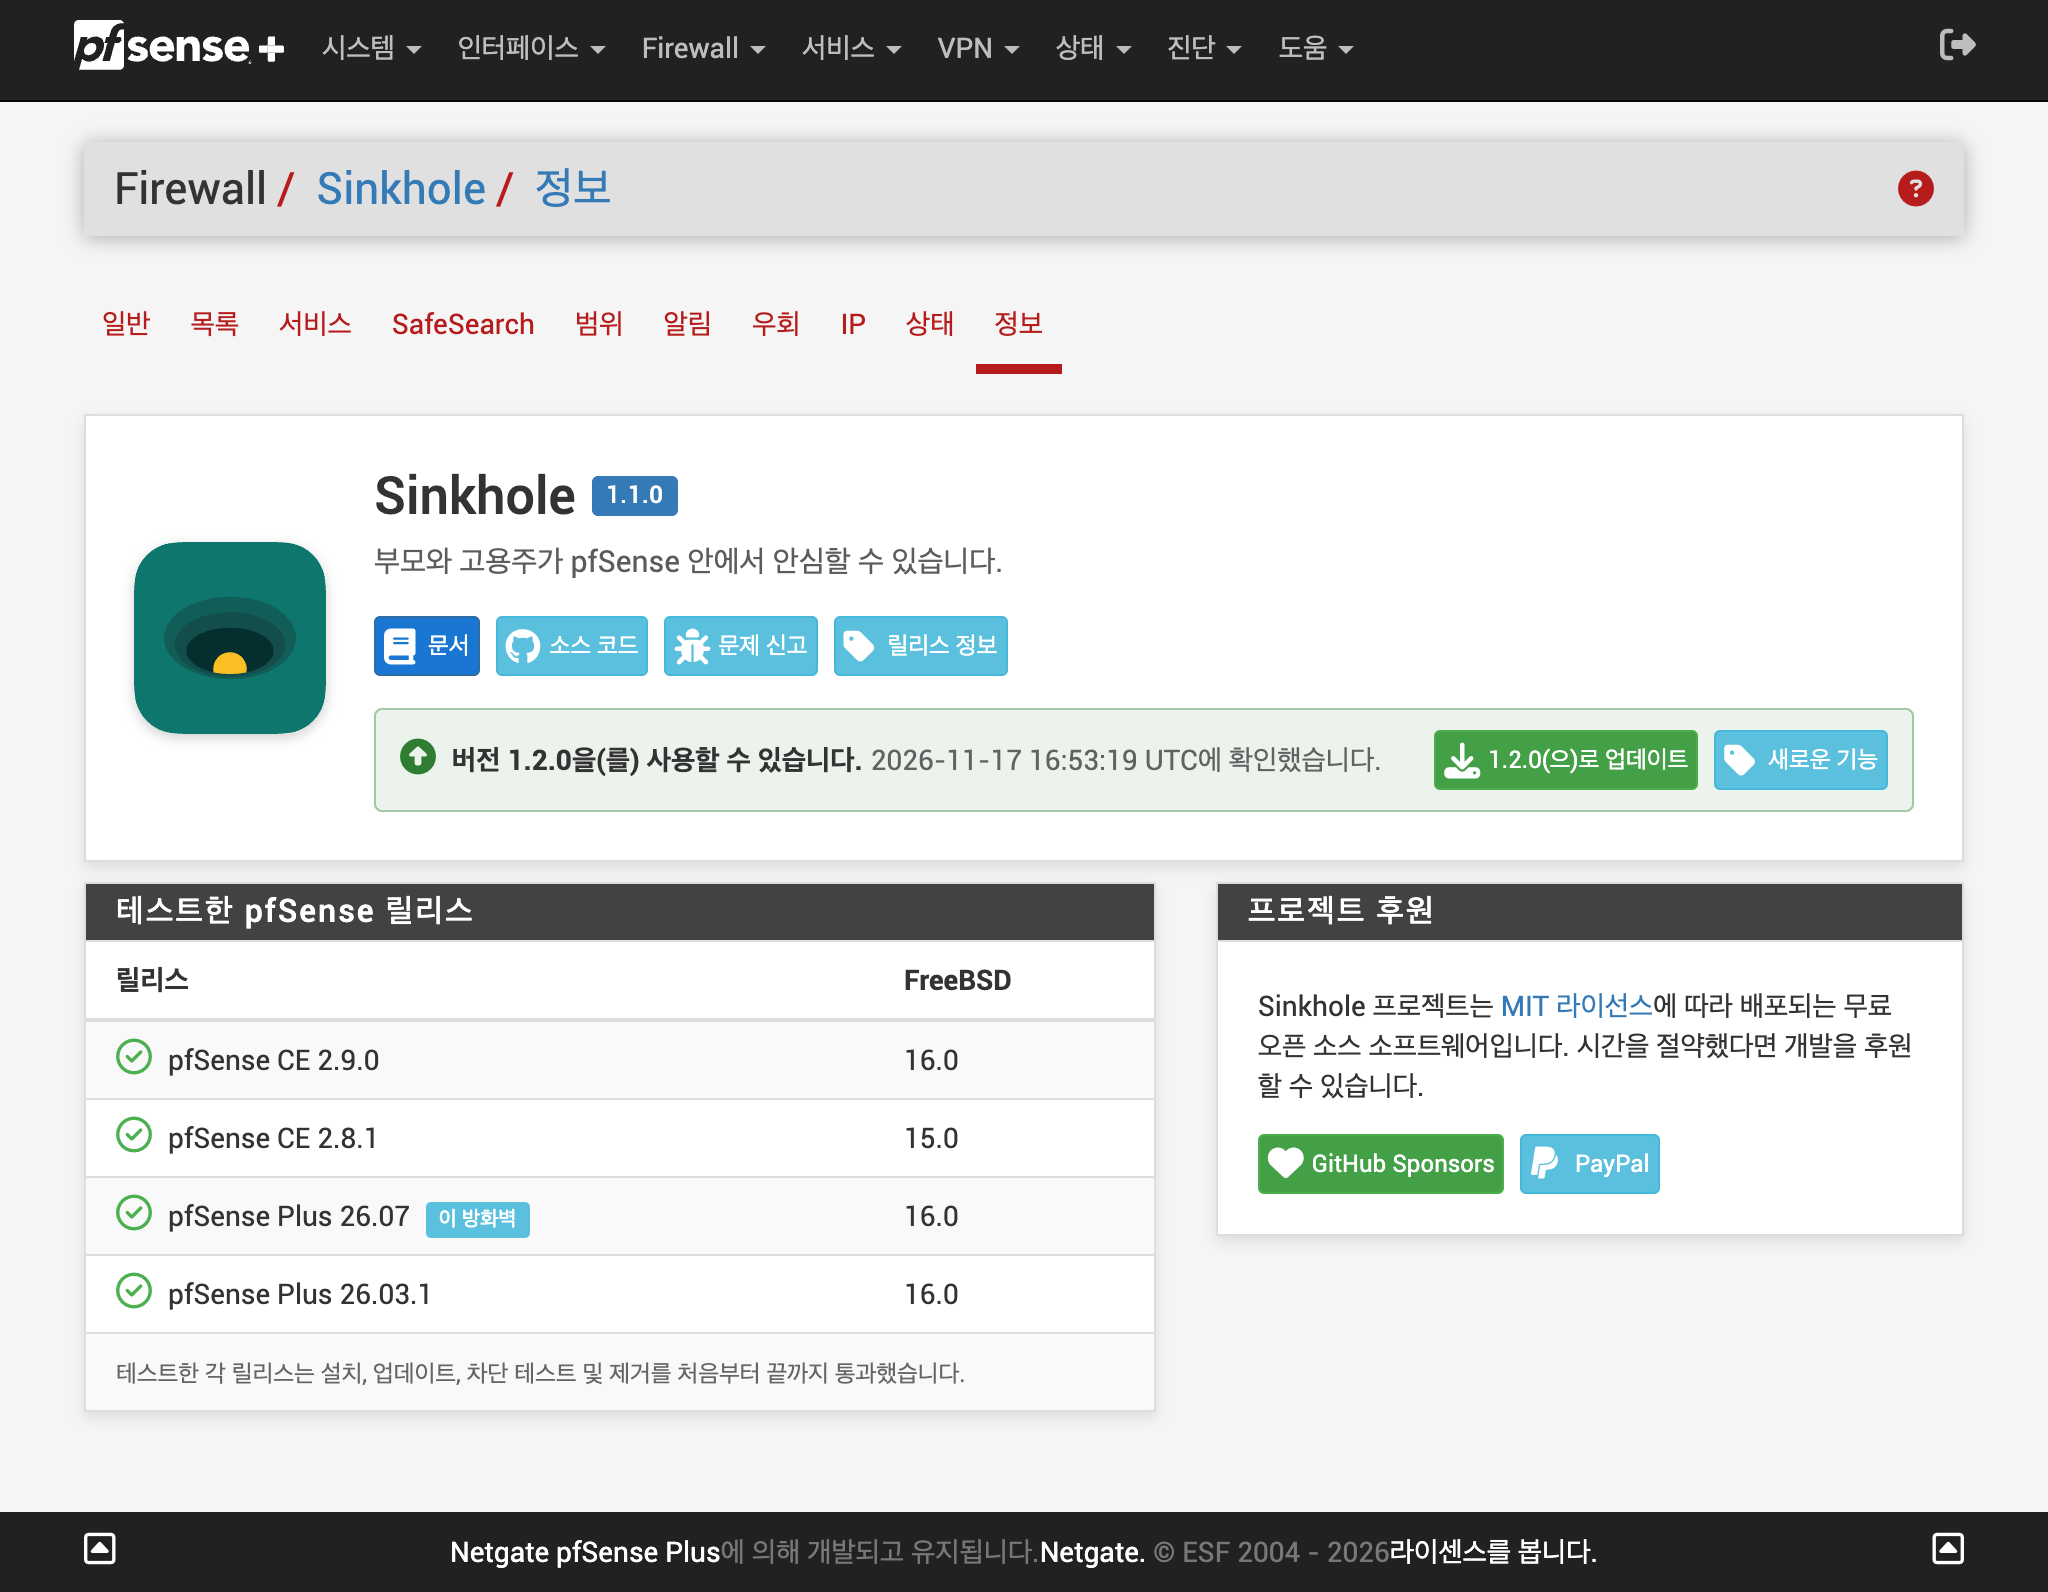 pfsense +
시스템
인터페이스
Firewall
서비스
VPN
상태
진단
도움
Firewall / Sinkhole / 정보
?
일반
목록
서비스
SafeSearch
범위
알림
우회
IP
상태
정보
Sinkhole 1.1.0
부모와 고용주가 pfSense 안에서 안심할 수 있습니다.
문서
소스 코드
문제 신고
릴리스 정보
버전 1.2.0을(를) 사용할 수 있습니다. 2026-11-17 16:53:19 UTC에 확인했습니다.
1.2.0(으)로 업데이트
새로운 기능
테스트한 pfSense 릴리스
릴리스 FreeBSD
pfSense CE 2.9.0 16.0
pfSense CE 2.8.1 15.0
pfSense Plus 26.07 이 방화벽 16.0
pfSense Plus 26.03.1 16.0
테스트한 각 릴리스는 설치, 업데이트, 차단 테스트 및 제거를 처음부터 끝까지 통과했습니다.
프로젝트 후원
Sinkhole 프로젝트는 MIT 라이선스에 따라 배포되는 무료
오픈 소스 소프트웨어입니다. 시간을 절약했다면 개발을 후원
할 수 있습니다.
GitHub Sponsors
PayPal
Netgate pfSense Plus에 의해 개발되고 유지됩니다.Netgate. © ESF 2004 - 2026라이센스를 봅니다.